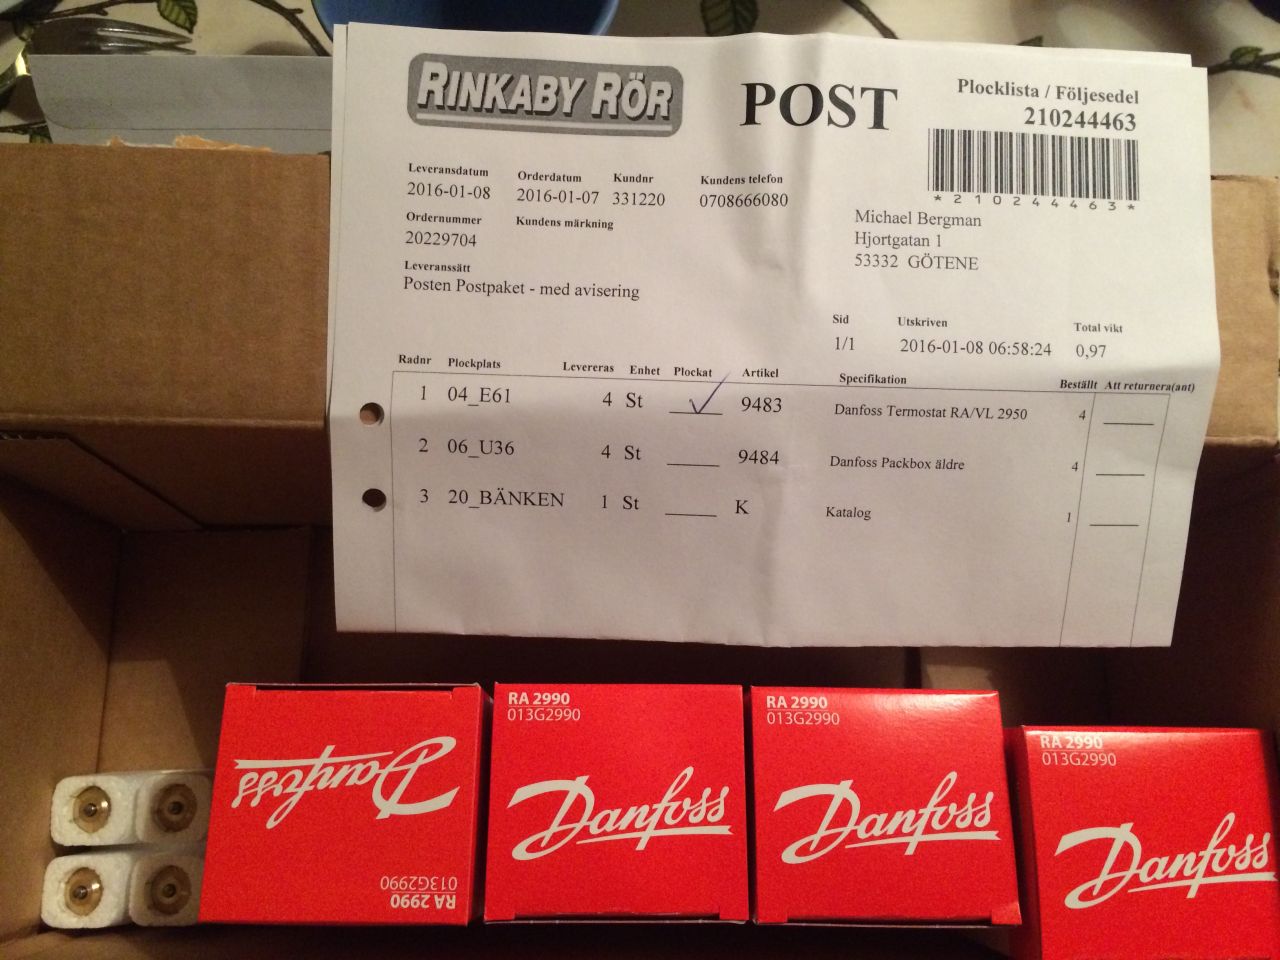 RINKABY RÖR
POST
Plocklista / Följesedel
210244463
*210244463*
Leveransdatum Orderdatum Kundnr Kundens telefon
2016-01-08 2016-01-07 331220 0708666080
Ordernummer Kundens märkning
20229704
Michael Bergman
Hjortgatan 1
53332 GÖTENE
Leveranssätt
Posten Postpaket - med avisering
Sid Utskriven Total vikt
1/1 2016-01-08 06:58:24 0,97
Radnr Plockplats Levereras Enhet Plockat Artikel Specifikation Beställt Att returnera(ant)
1 04_E61 4 St 9483 Danfoss Termostat RA/VL 2950 4
2 06_U36 4 St 9484 Danfoss Packbox äldre 4
3 20_BÄNKEN 1 St K Katalog 1
Danfoss
013G2990
RA 2990
RA 2990
013G2990
Danfoss
RA 2990
013G2990
Danfoss
RA 2990
013G2990
Danfoss